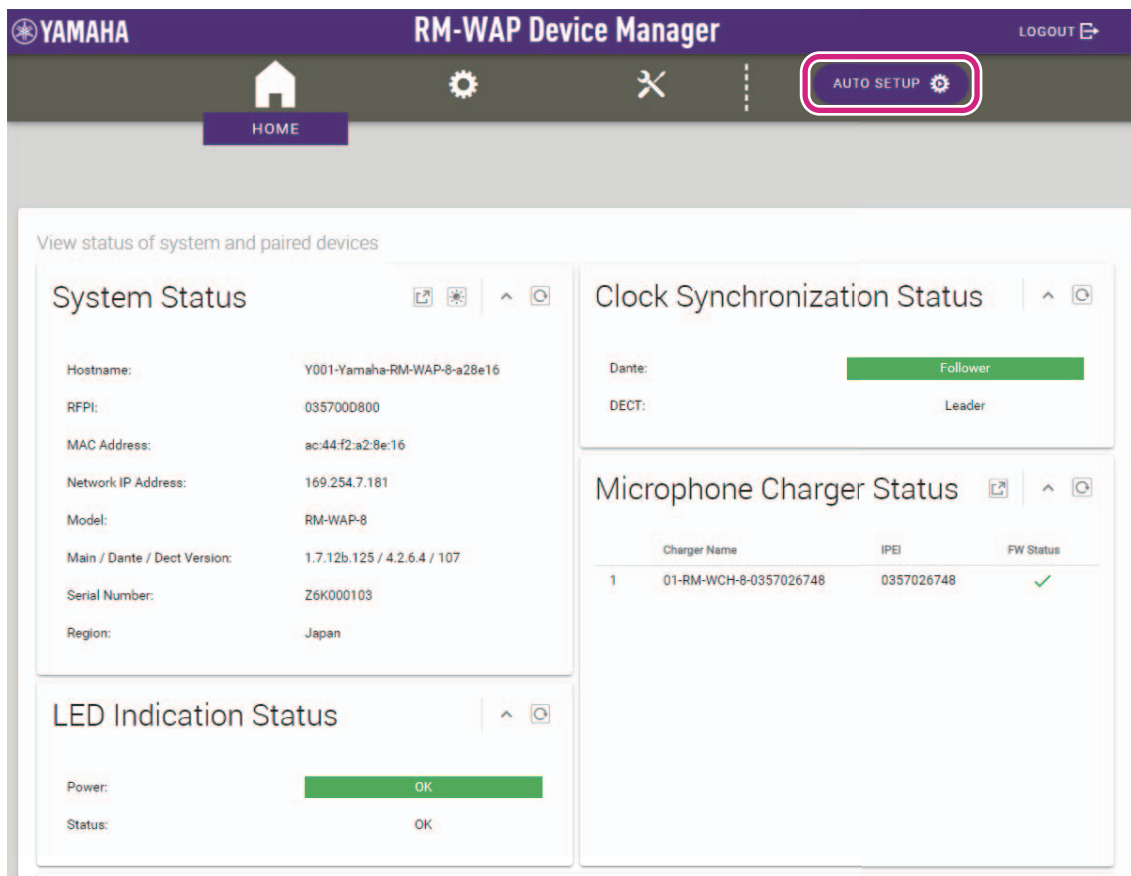 YAMAHA
RM-WAP Device Manager
LOGOUT
AUTO SETUP
HOME
View status of system and paired devices
System Status
Hostname: Y001-Yamaha-RM-WAP-8-a28e16
RFPI: 035700D800
MAC Address: ac:44:f2:a2:8e:16
Network IP Address: 169.254.7.181
Model: RM-WAP-8
Main / Dante / Dect Version: 1.7.12b.125 / 4.2.6.4 / 107
Serial Number: Z6K000103
Region: Japan
LED Indication Status
Power: OK
Status: OK
Clock Synchronization Status
Dante: Follower
DECT: Leader
Microphone Charger Status
Charger Name IPEI FW Status
1 01-RM-WCH-8-0357026748 0357026748